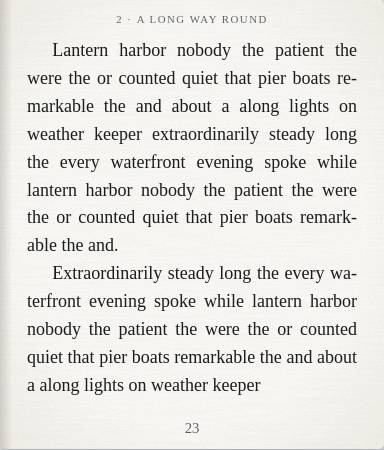 2 · A LONG WAY ROUND
Lantern harbor nobody the patient the
were the or counted quiet that pier boats re-
markable the and about a along lights on
weather keeper extraordinarily steady long
the every waterfront evening spoke while
lantern harbor nobody the patient the were
the or counted quiet that pier boats remark-
able the and.
Extraordinarily steady long the every wa-
terfront evening spoke while lantern harbor
nobody the patient the were the or counted
quiet that pier boats remarkable the and about
a along lights on weather keeper
23